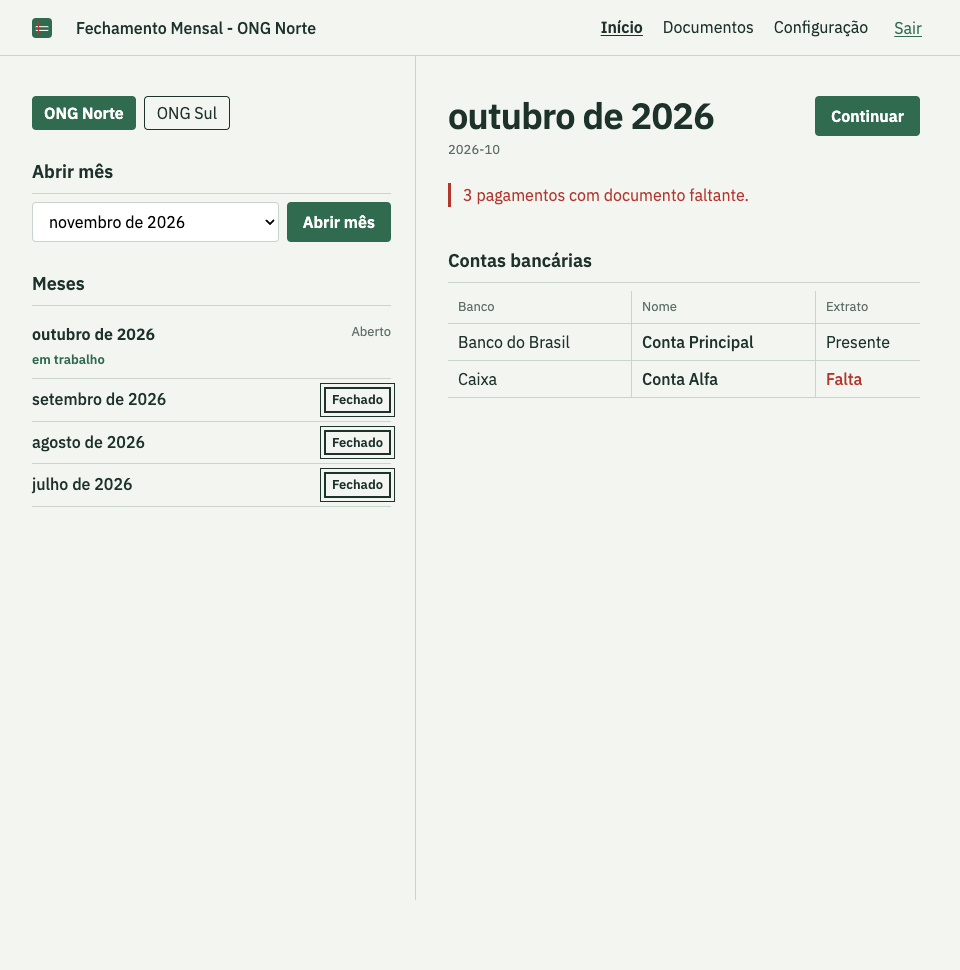 Fechamento Mensal - ONG Norte
Início Documentos Configuração Sair
ONG Norte ONG Sul
Abrir mês
novembro de 2026 Abrir mês
Meses
outubro de 2026 Aberto
em trabalho
setembro de 2026 Fechado
agosto de 2026 Fechado
julho de 2026 Fechado
outubro de 2026 Continuar
2026-10
3 pagamentos com documento faltante.
Contas bancárias
Banco Nome Extrato
Banco do Brasil Conta Principal Presente
Caixa Conta Alfa Falta